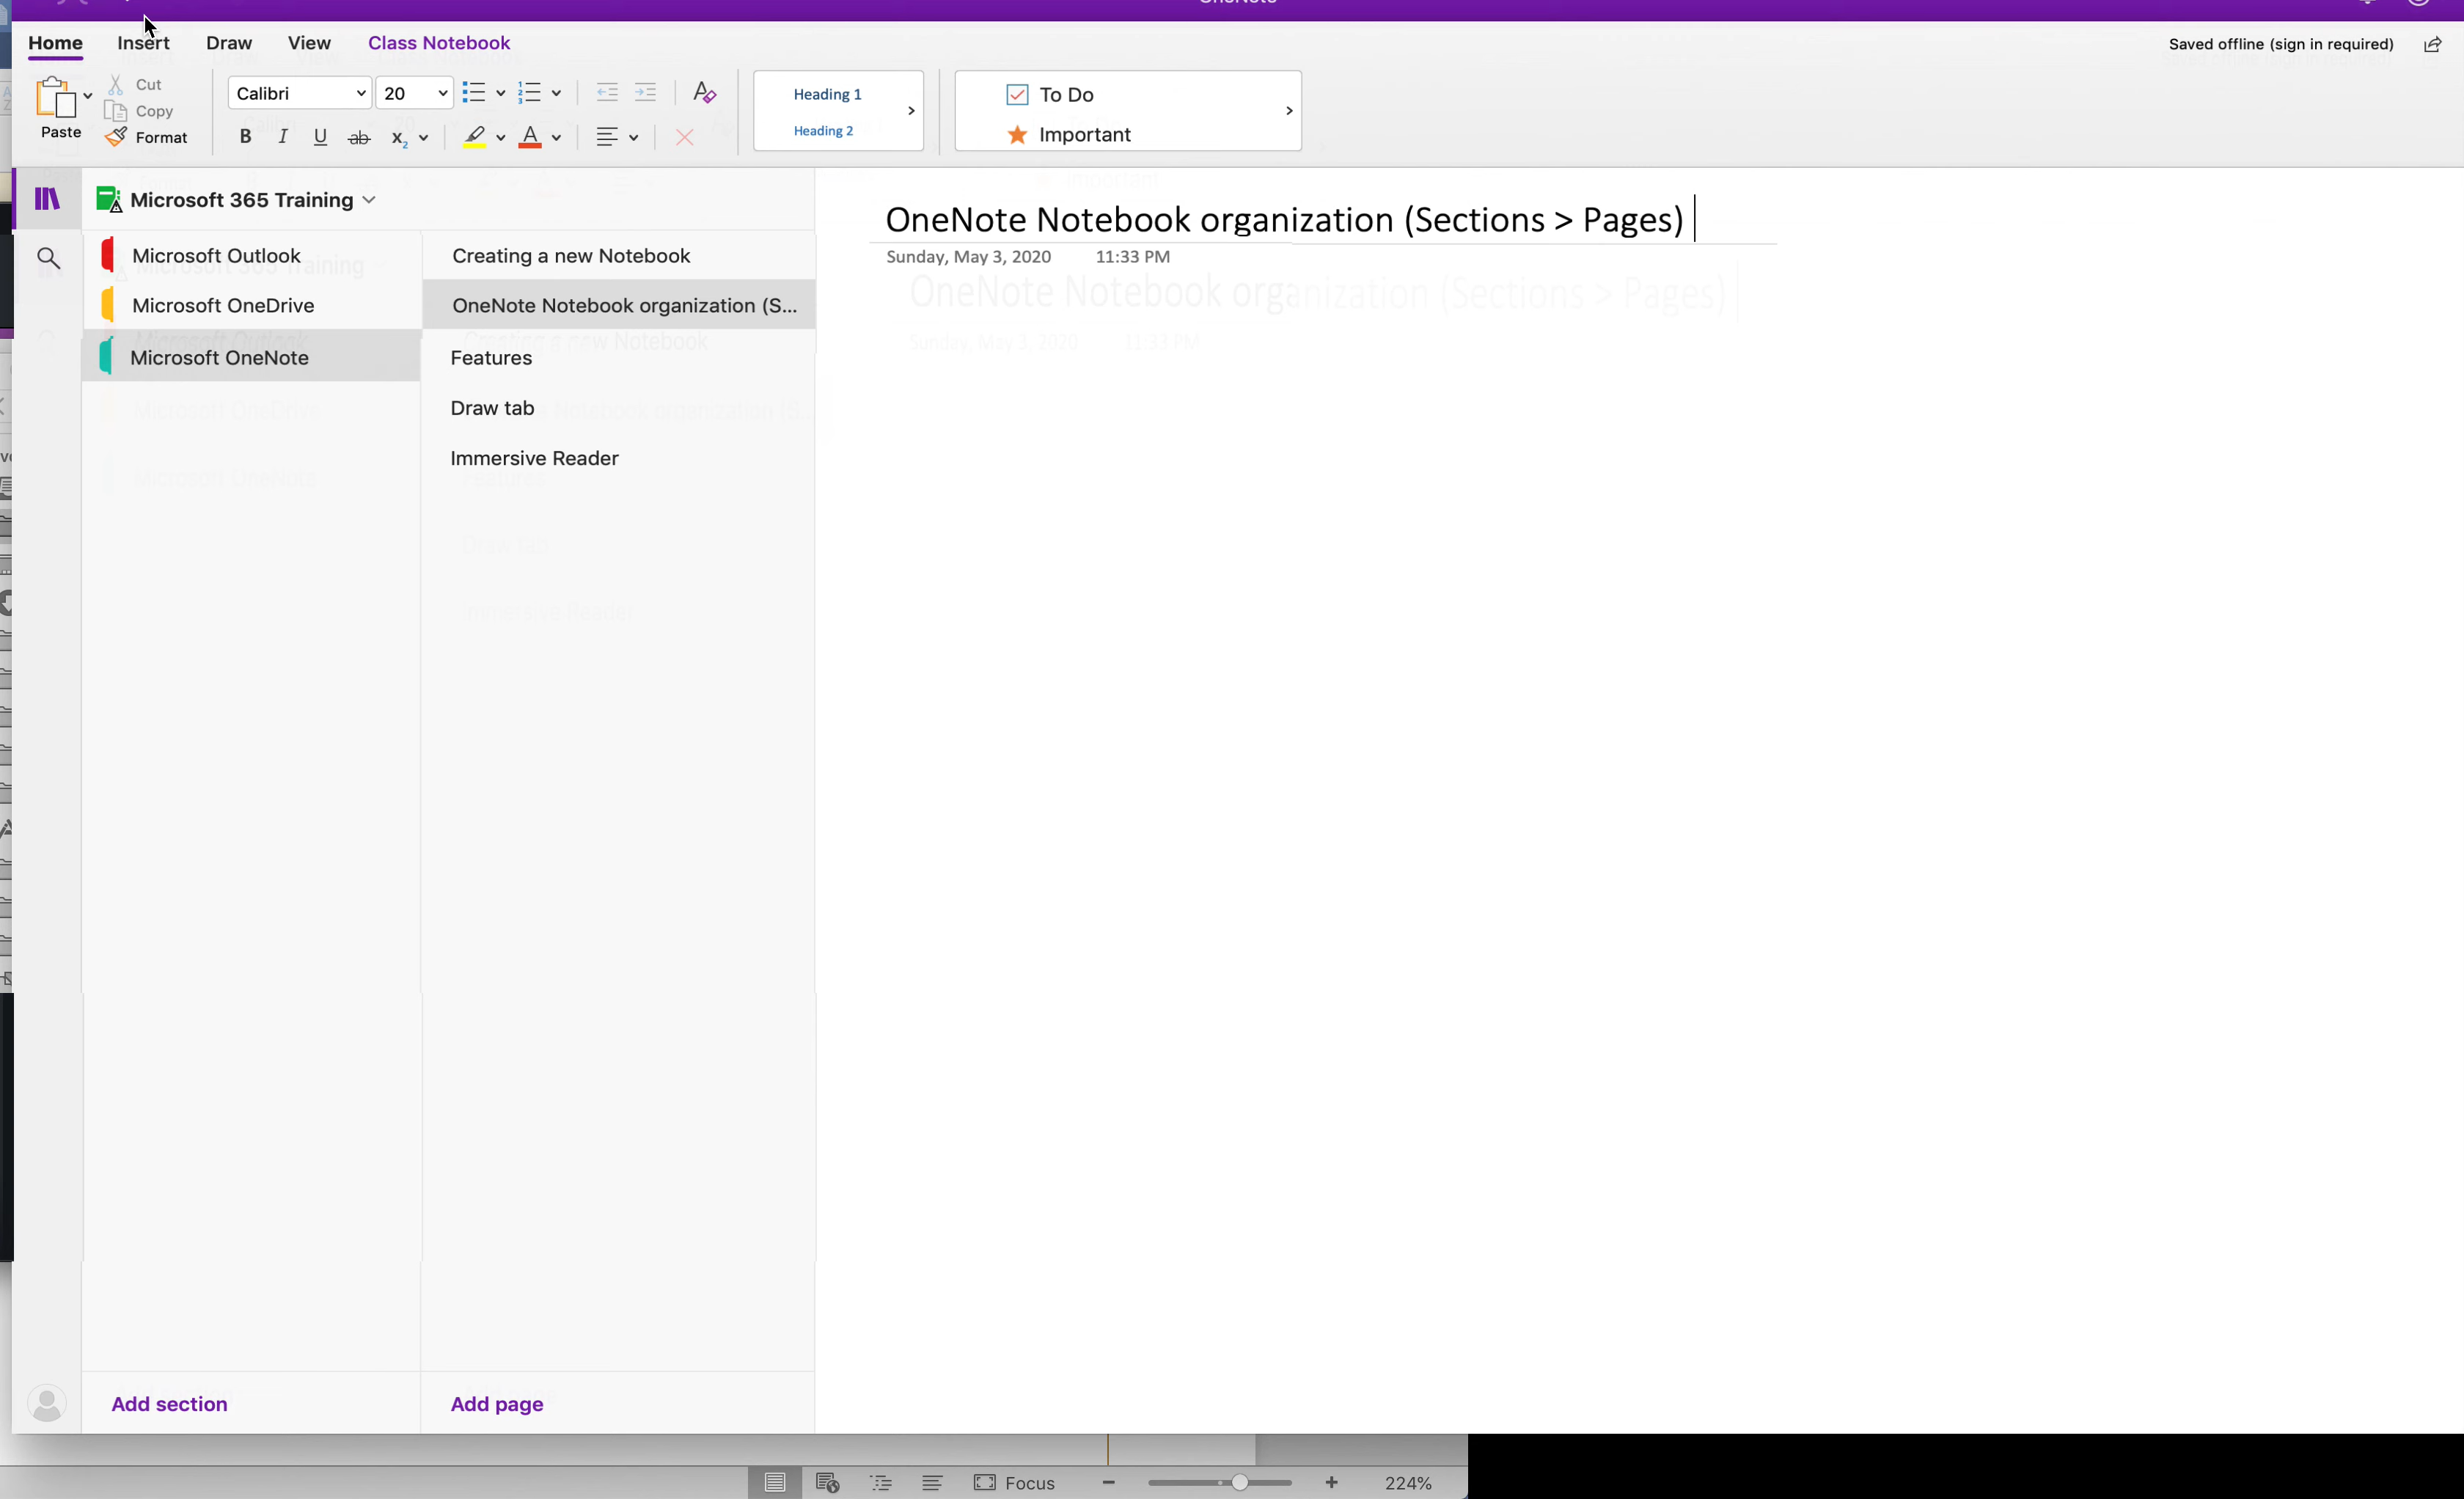 Home Insert Draw View Class Notebook Saved offline (sign in required)
Cut
Copy
Paste Format
Calibri 20
Heading 1
Heading 2
To Do
Important
Microsoft 365 Training
Microsoft Outlook
Microsoft OneDrive
Microsoft OneNote
Creating a new Notebook
OneNote Notebook organization (S...
Features
Draw tab
Immersive Reader
OneNote Notebook organization (Sections > Pages)
Sunday, May 3, 2020 11:33 PM
Add section
Add page
Focus 224%